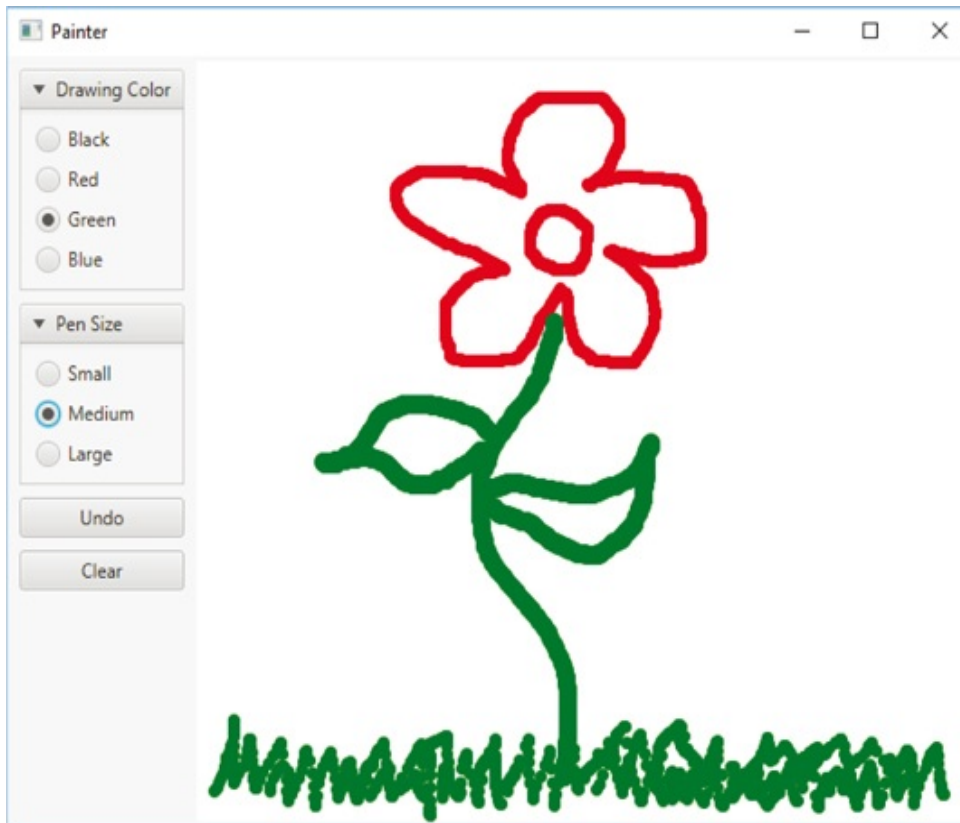 Painter
Drawing Color
Black
Red
Green
Blue
Pen Size
Small
Medium
Large
Undo
Clear